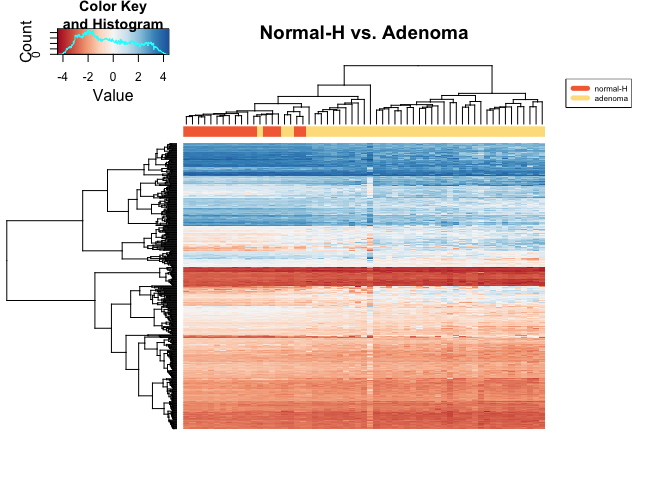 Color Key
and Histogram
Count
0
-4 -2 0 2 4
Value
Normal-H vs. Adenoma
normal-H
adenoma